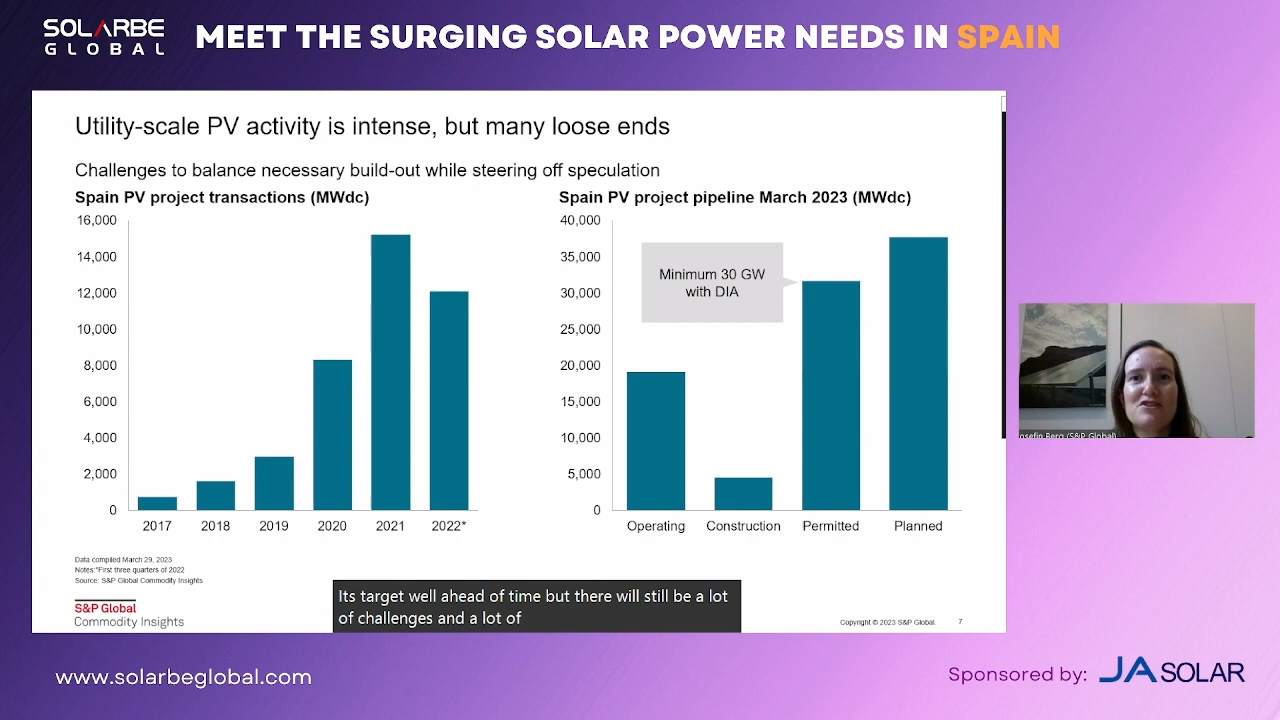 SOLARBE
GLOBAL
MEET THE SURGING SOLAR POWER NEEDS IN SPAIN
Utility-scale PV activity is intense, but many loose ends
Challenges to balance necessary build-out while steering off speculation
Spain PV project transactions (MWdc)
16,000
14,000
12,000
10,000
8,000
6,000
4,000
2,000
0
2017 2018 2019 2020 2021 2022*
Spain PV project pipeline March 2023 (MWdc)
40,000
35,000
30,000
25,000
20,000
15,000
10,000
5,000
0
Minimum 30 GW
with DIA
Operating Construction Permitted Planned
Data compiled March 29, 2023
Notes:*First three quarters of 2022
Source: S&P Global Commodity Insights
S&P Global
Commodity Insights
Its target well ahead of time but there will still be a lot
of challenges and a lot of
Copyright © 2023 S&P Global. 7
Berg (S&P Global)
www.solarbeglobal.com
Sponsored by: JA SOLAR